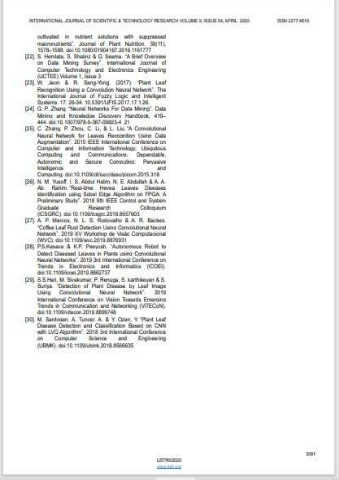 INTERNATIONAL JOURNAL OF SCIENTIFIC & TECHNOLOGY RESEARCH VOLUME 9, ISSUE 04, APRIL 2020 ISSN 2277-8616
cultivated in nutrient solutions with suppressed
macronutrients”. Journal of Plant Nutrition. 39(11),
1578–1588. doi:10.1080/01904167.2016.1161777
[22]. S. Hemlata; S. Shalini & G. Seema. “A Brief Overview
on Data Mining Survey” International Journal of
Computer Technology and Electronics Engineering
(IJCTEE) Volume 1, Issue 3
[23]. W. Jeon & R. Sang-Yong. (2017). “Plant Leaf
Recognition Using a Convolution Neural Network”. The
International Journal of Fuzzy Logic and Intelligent
Systems. 17. 26-34. 10.5391/IJFIS.2017.17.1.26.
[24]. G. P. Zhang “Neural Networks For Data Mining”. Data
Mining and Knowledge Discovery Handbook, 419–
444. doi:10.1007/978-0-387-09823-4_21
[25]. C. Zhang, P. Zhou, C. Li, & L. Liu. “A Convolutional
Neural Network for Leaves Recognition Using Data
Augmentation”. 2015 IEEE International Conference on
Computer and Information Technology; Ubiquitous
Computing and Communications; Dependable,
Autonomic and Secure Computing; Pervasive
Intelligence and
Computing. doi:10.1109/cit/iucc/dasc/picom.2015.318
[26]. N. M. Yusoff, I. S. Abdul Halim, N. E. Abdullah & A. A.
Ab. Rahim “Real-time Hevea Leaves Diseases
Identification using Sobel Edge Algorithm on FPGA: A
Preliminary Study”. 2018 9th IEEE Control and System
Graduate Research Colloquium
(ICSGRC). doi:10.1109/icsgrc.2018.8657603
[27]. A. P. Marcos, N. L. S. Rodovalho & A. R. Backes.
“Coffee Leaf Rust Detection Using Convolutional Neural
Network”. 2019 XV Workshop de Visão Computacional
(WVC). doi:10.1109/wvc.2019.8876931
[28]. P.S.Kasava & K.P. Peeyush. “Autonomous Robot to
Detect Diseased Leaves in Plants using Convolutional
Neural Networks”. 2019 3rd International Conference on
Trends in Electronics and Informatics (ICOEI).
doi:10.1109/icoei.2019.8862737
[29]. S.S.Hari, M. Sivakumar, P. Renuga, S. karthikeyan & S.
Suriya. “Detection of Plant Disease by Leaf Image
Using Convolutional Neural Network”. 2019
International Conference on Vision Towards Emerging
Trends in Communication and Networking (ViTECoN).
doi:10.1109/vitecon.2019.8899748
[30]. M. Sardogan, A. Tuncer, A. & Y. Ozen, Y “Plant Leaf
Disease Detection and Classification Based on CNN
with LVQ Algorithm”. 2018 3rd International Conference
on Computer Science and Engineering
(UBMK). doi:10.1109/ubmk.2018.8566635
IJSTR©2020
www.ijstr.org